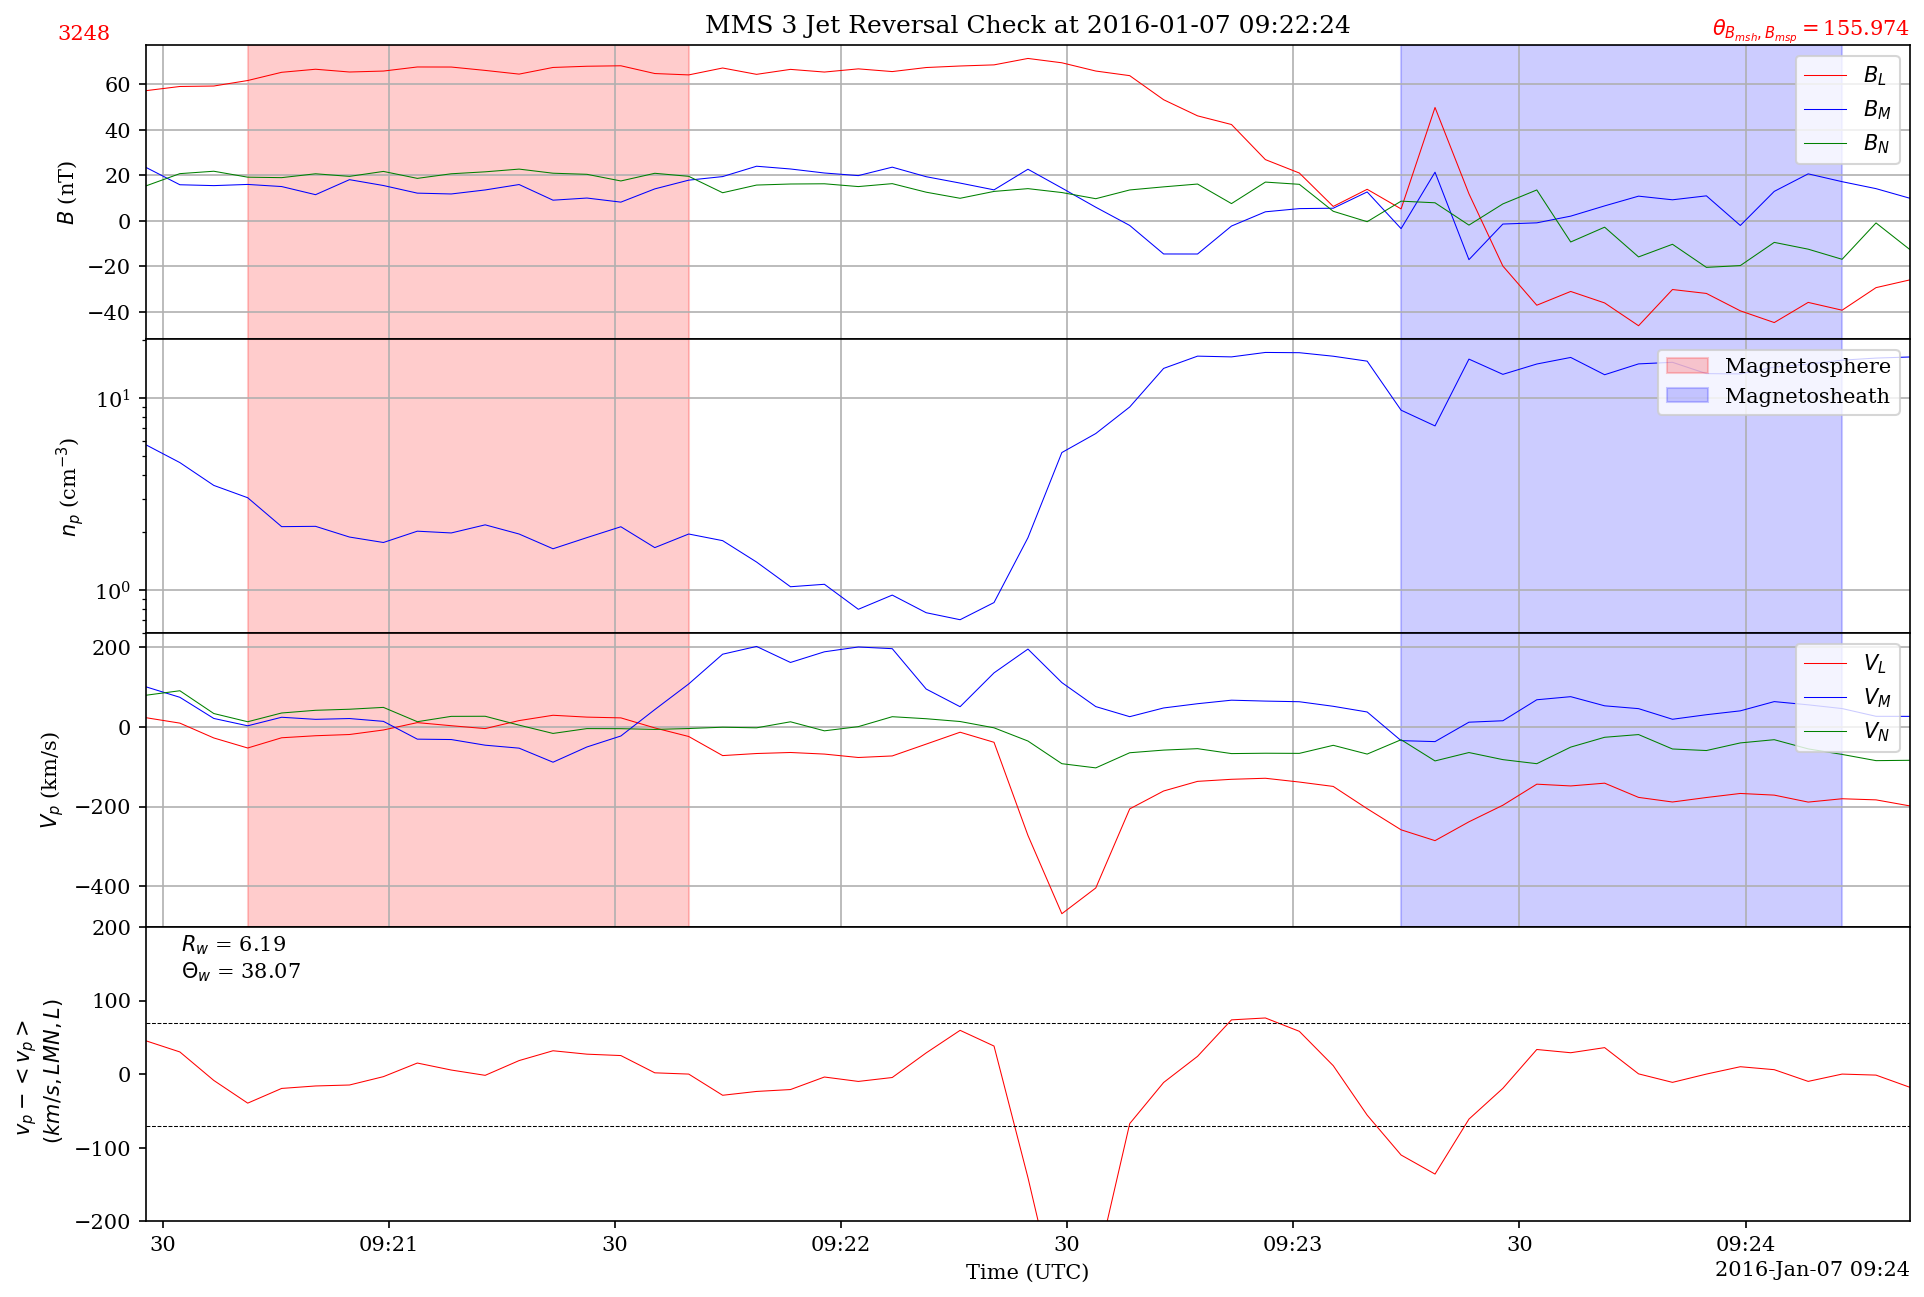 3248
MMS 3 Jet Reversal Check at 2016-01-07 09:22:24
θ_{B_{msh}, B_{msp}} = 155.974
60
40
20
0
−20
−40
B (nT)
B_L
B_M
B_N
10^1
10^0
n_p (cm^{−3})
Magnetosphere
Magnetosheath
200
0
−200
−400
V_p (km/s)
V_L
V_M
V_N
200
100
0
−100
−200
v_p − < v_p >
(km/s, LMN, L)
R_w = 6.19
Θ_w = 38.07
30
09:21
30
09:22
30
09:23
30
09:24
Time (UTC)
2016-Jan-07 09:24